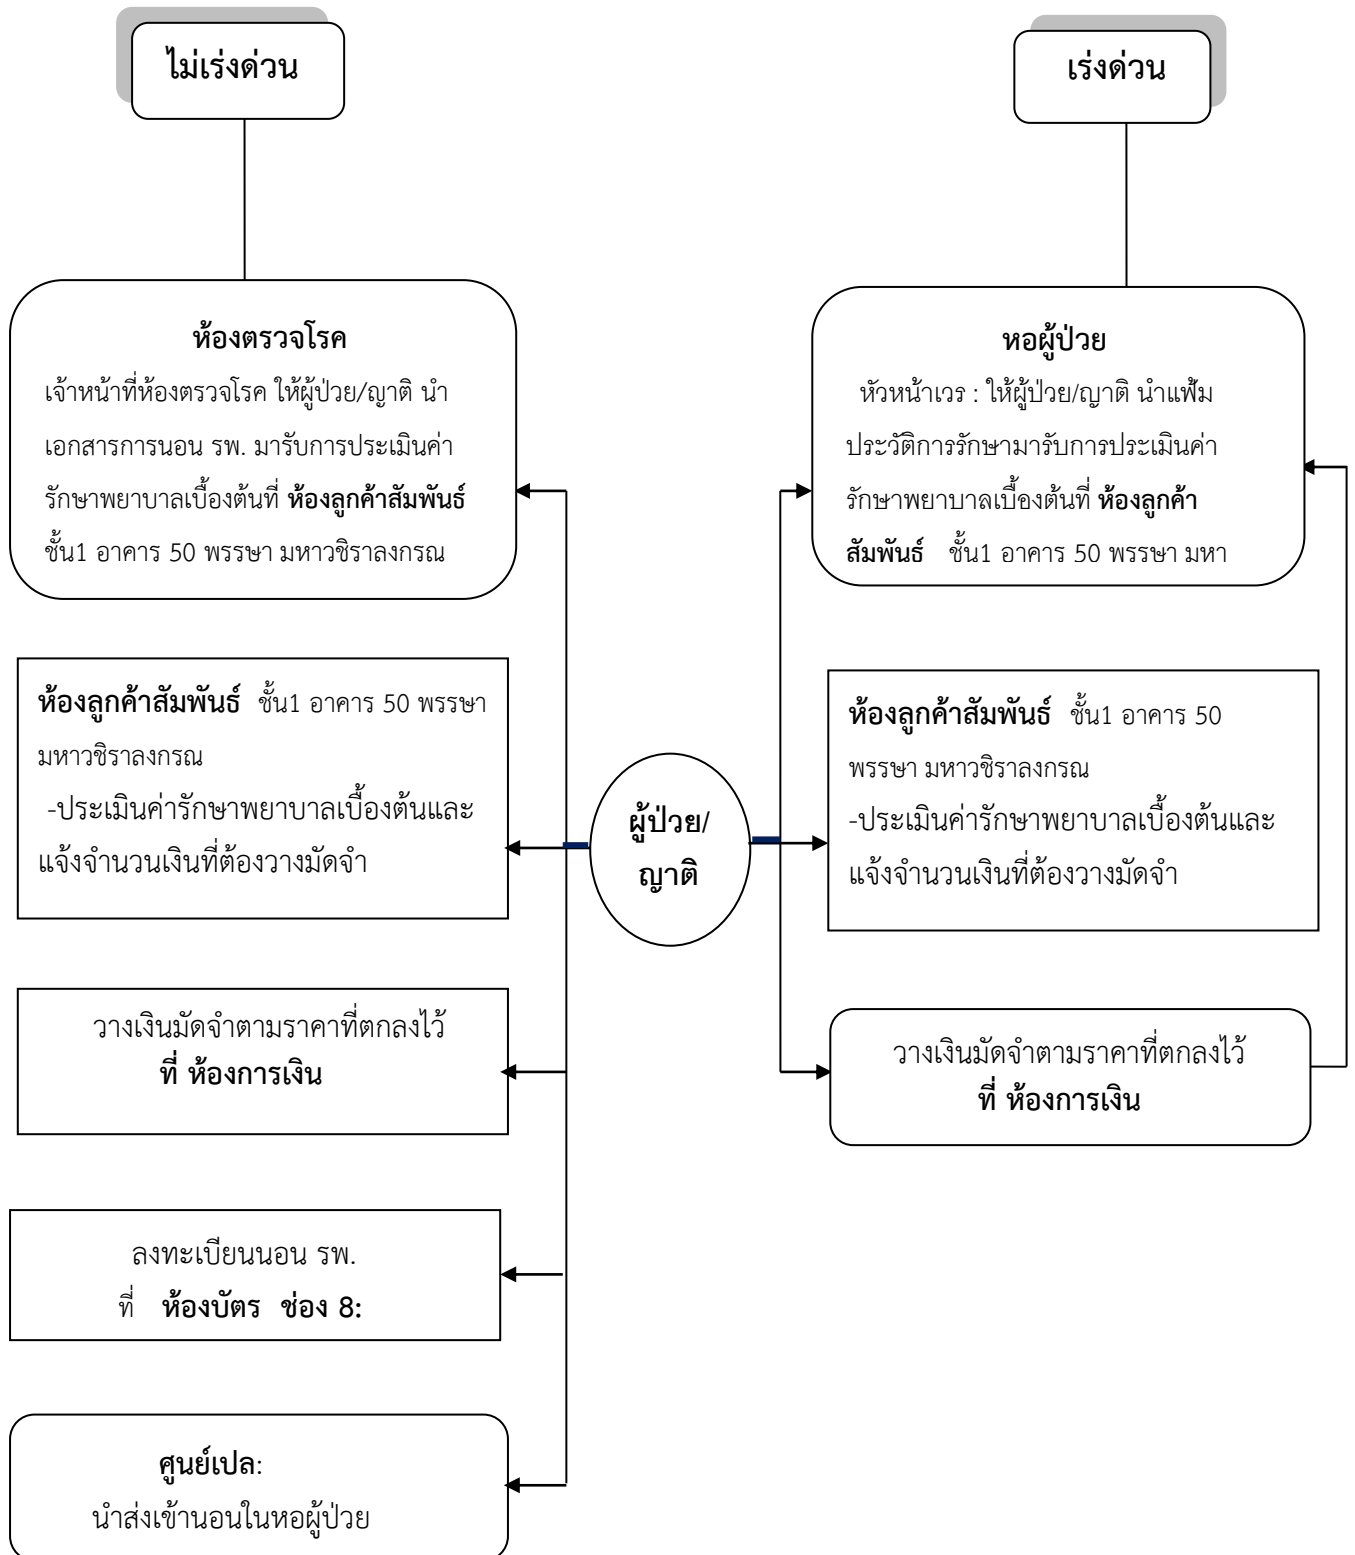 ไม่เร่งด่วน
เร่งด่วน
ห้องตรวจโรค
เจ้าหน้าที่ห้องตรวจโรค ให้ผู้ป่วย/ญาติ นำ
เอกสารการนอน รพ. มารับการประเมินค่า
รักษาพยาบาลเบื้องต้นที่ ห้องลูกค้าสัมพันธ์
ชั้น1 อาคาร 50 พรรษา มหาวชิราลงกรณ
หอผู้ป่วย
หัวหน้าเวร : ให้ผู้ป่วย/ญาติ นำแฟ้ม
ประวัติการรักษามารับการประเมินค่า
รักษาพยาบาลเบื้องต้นที่ ห้องลูกค้า
สัมพันธ์ ชั้น1 อาคาร 50 พรรษา มหา
ห้องลูกค้าสัมพันธ์ ชั้น1 อาคาร 50 พรรษา
มหาวชิราลงกรณ
-ประเมินค่ารักษาพยาบาลเบื้องต้นและ
แจ้งจำนวนเงินที่ต้องวางมัดจำ
ผู้ป่วย/
ญาติ
ห้องลูกค้าสัมพันธ์ ชั้น1 อาคาร 50
พรรษา มหาวชิราลงกรณ
-ประเมินค่ารักษาพยาบาลเบื้องต้นและ
แจ้งจำนวนเงินที่ต้องวางมัดจำ
วางเงินมัดจำตามราคาที่ตกลงไว้
ที่ ห้องการเงิน
วางเงินมัดจำตามราคาที่ตกลงไว้
ที่ ห้องการเงิน
ลงทะเบียนนอน รพ.
ที่ ห้องบัตร ช่อง 8:
ศูนย์เปล:
นำส่งเข้านอนในหอผู้ป่วย